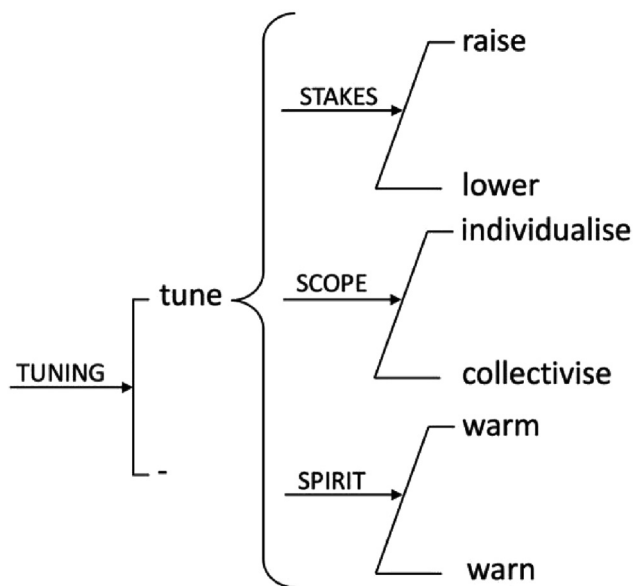 raise
STAKES
lower
individualise
tune
SCOPE
TUNING
collectivise
warm
-
SPIRIT
warn